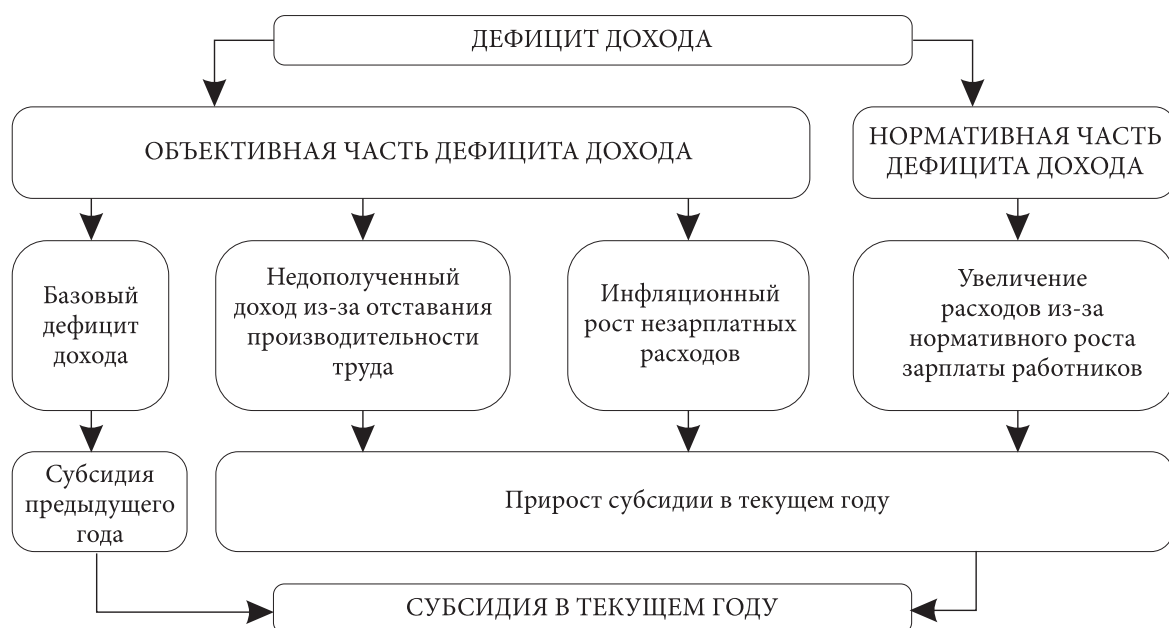 ДЕФИЦИТ ДОХОДА
ОБЪЕКТИВНАЯ ЧАСТЬ ДЕФИЦИТА ДОХОДА
НОРМАТИВНАЯ ЧАСТЬ
ДЕФИЦИТА ДОХОДА
Базовый
дефицит
дохода
Недополученный
доход из-за отставания
производительности
труда
Инфляционный
рост незарплатных
расходов
Увеличение
расходов из-за
нормативного роста
зарплаты работников
Субсидия
предыдущего
года
Прирост субсидии в текущем году
СУБСИДИЯ В ТЕКУЩЕМ ГОДУ